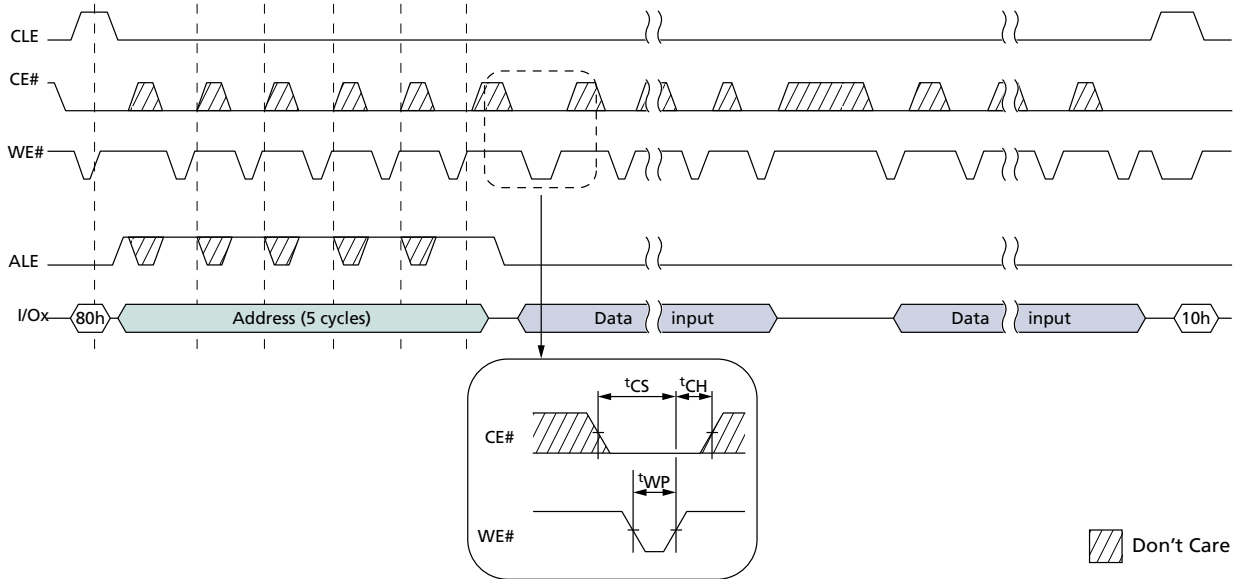 CLE
CE#
WE#
ALE
I/Ox 80h Address (5 cycles) Data input Data input 10h
tCS tCH
CE#
tWP
WE#
Don't Care